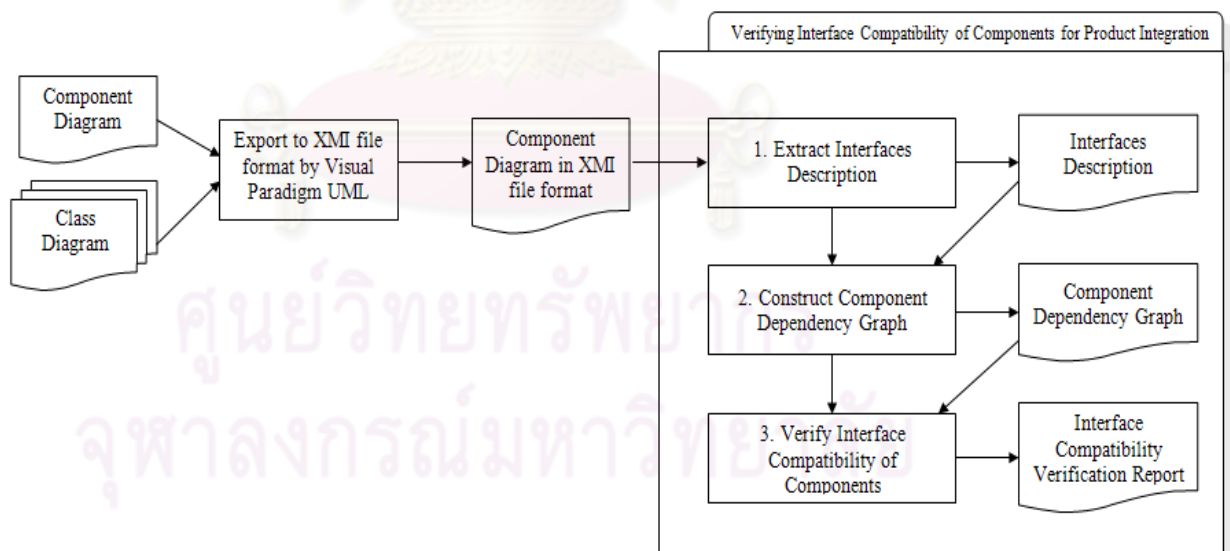 Verifying Interface Compatibility of Components for Product Integration
Component
Diagram
Class
Diagram
Export to XMI file
format by Visual
Paradigm UML
Component
Diagram in XMI
file format
1. Extract Interfaces
Description
Interfaces
Description
2. Construct Component
Dependency Graph
Component
Dependency Graph
3. Verify Interface
Compatibility of
Components
Interface
Compatibility
Verification Report
ศูนย์วิทยทรัพยากร
จุฬาลงกรณ์มหาวิทยาลัย